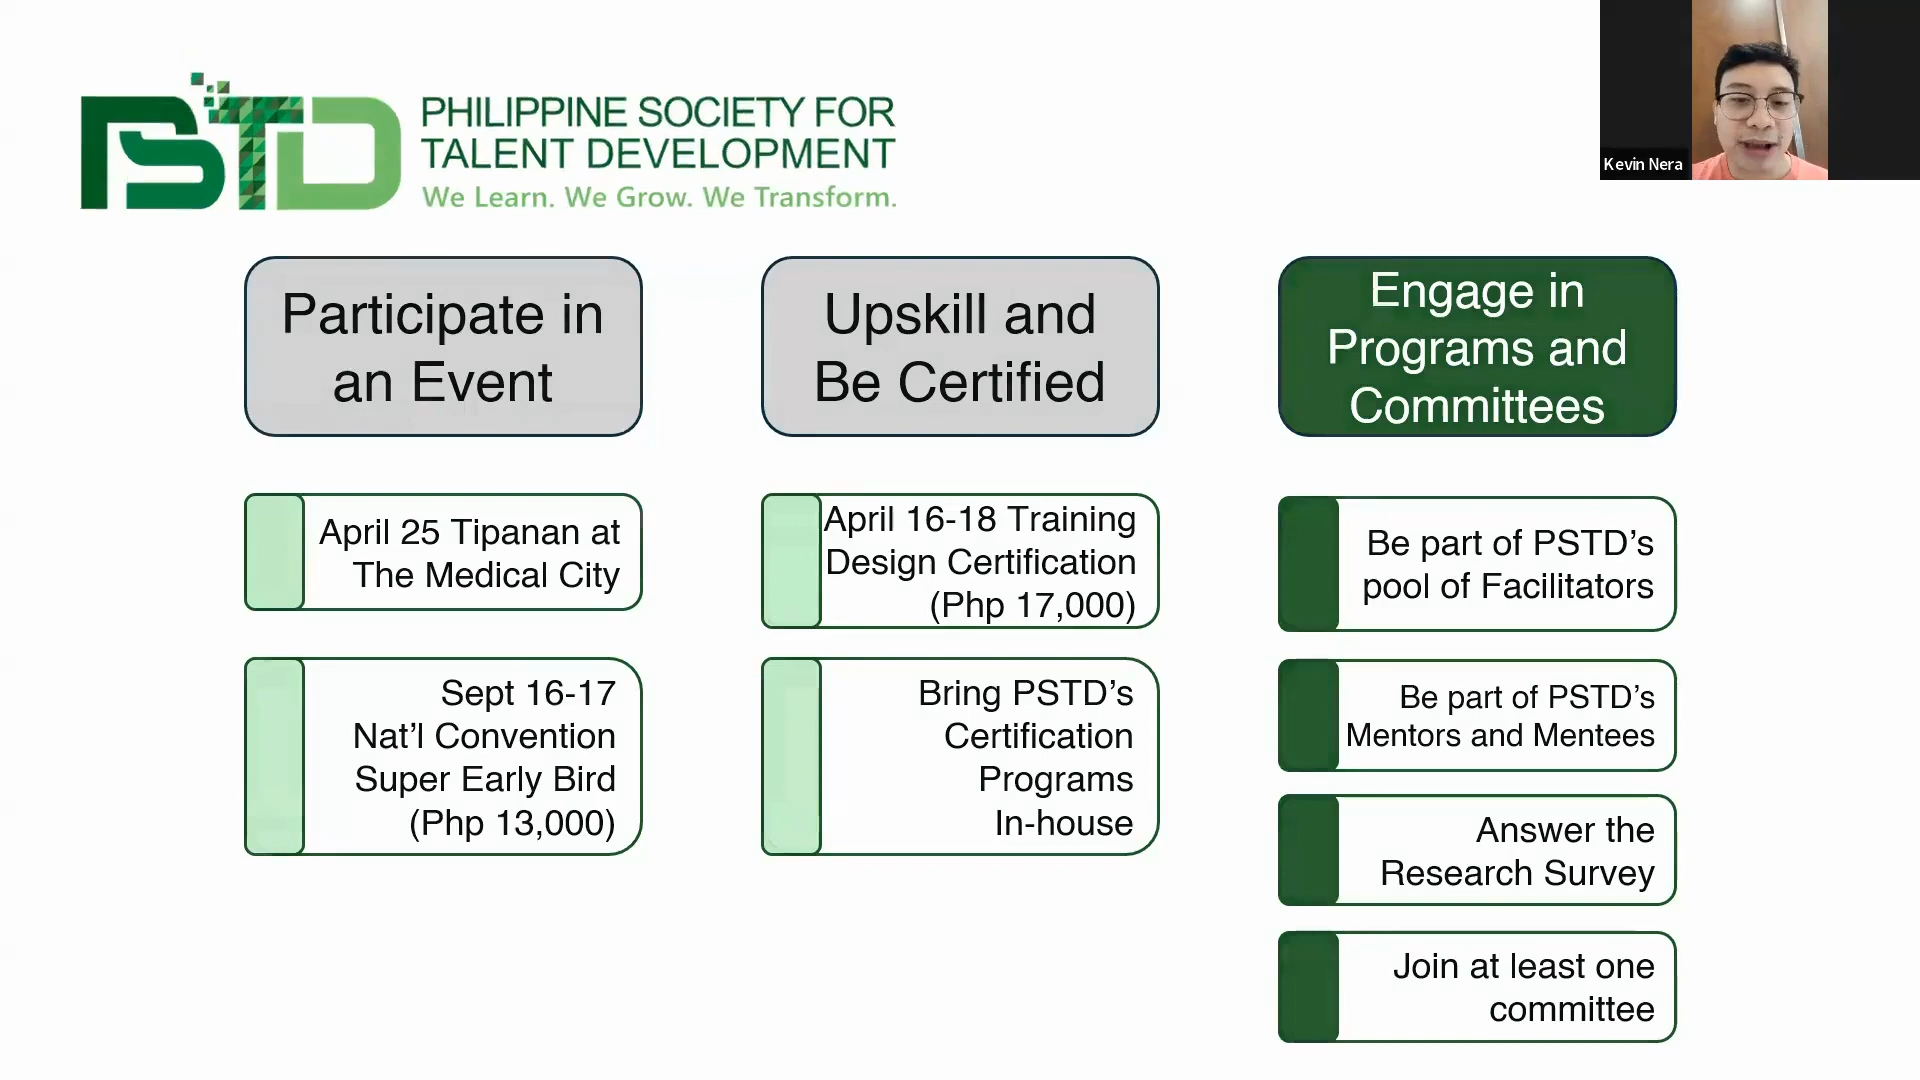 PSTD
PHILIPPINE SOCIETY FOR
TALENT DEVELOPMENT
We Learn. We Grow. We Transform.
Kevin Nera
Participate in
an Event
April 25 Tipanan at
The Medical City
Sept 16-17
Nat’l Convention
Super Early Bird
(Php 13,000)
Upskill and
Be Certified
April 16-18 Training
Design Certification
(Php 17,000)
Bring PSTD’s
Certification
Programs
In-house
Engage in
Programs and
Committees
Be part of PSTD’s
pool of Facilitators
Be part of PSTD’s
Mentors and Mentees
Answer the
Research Survey
Join at least one
committee